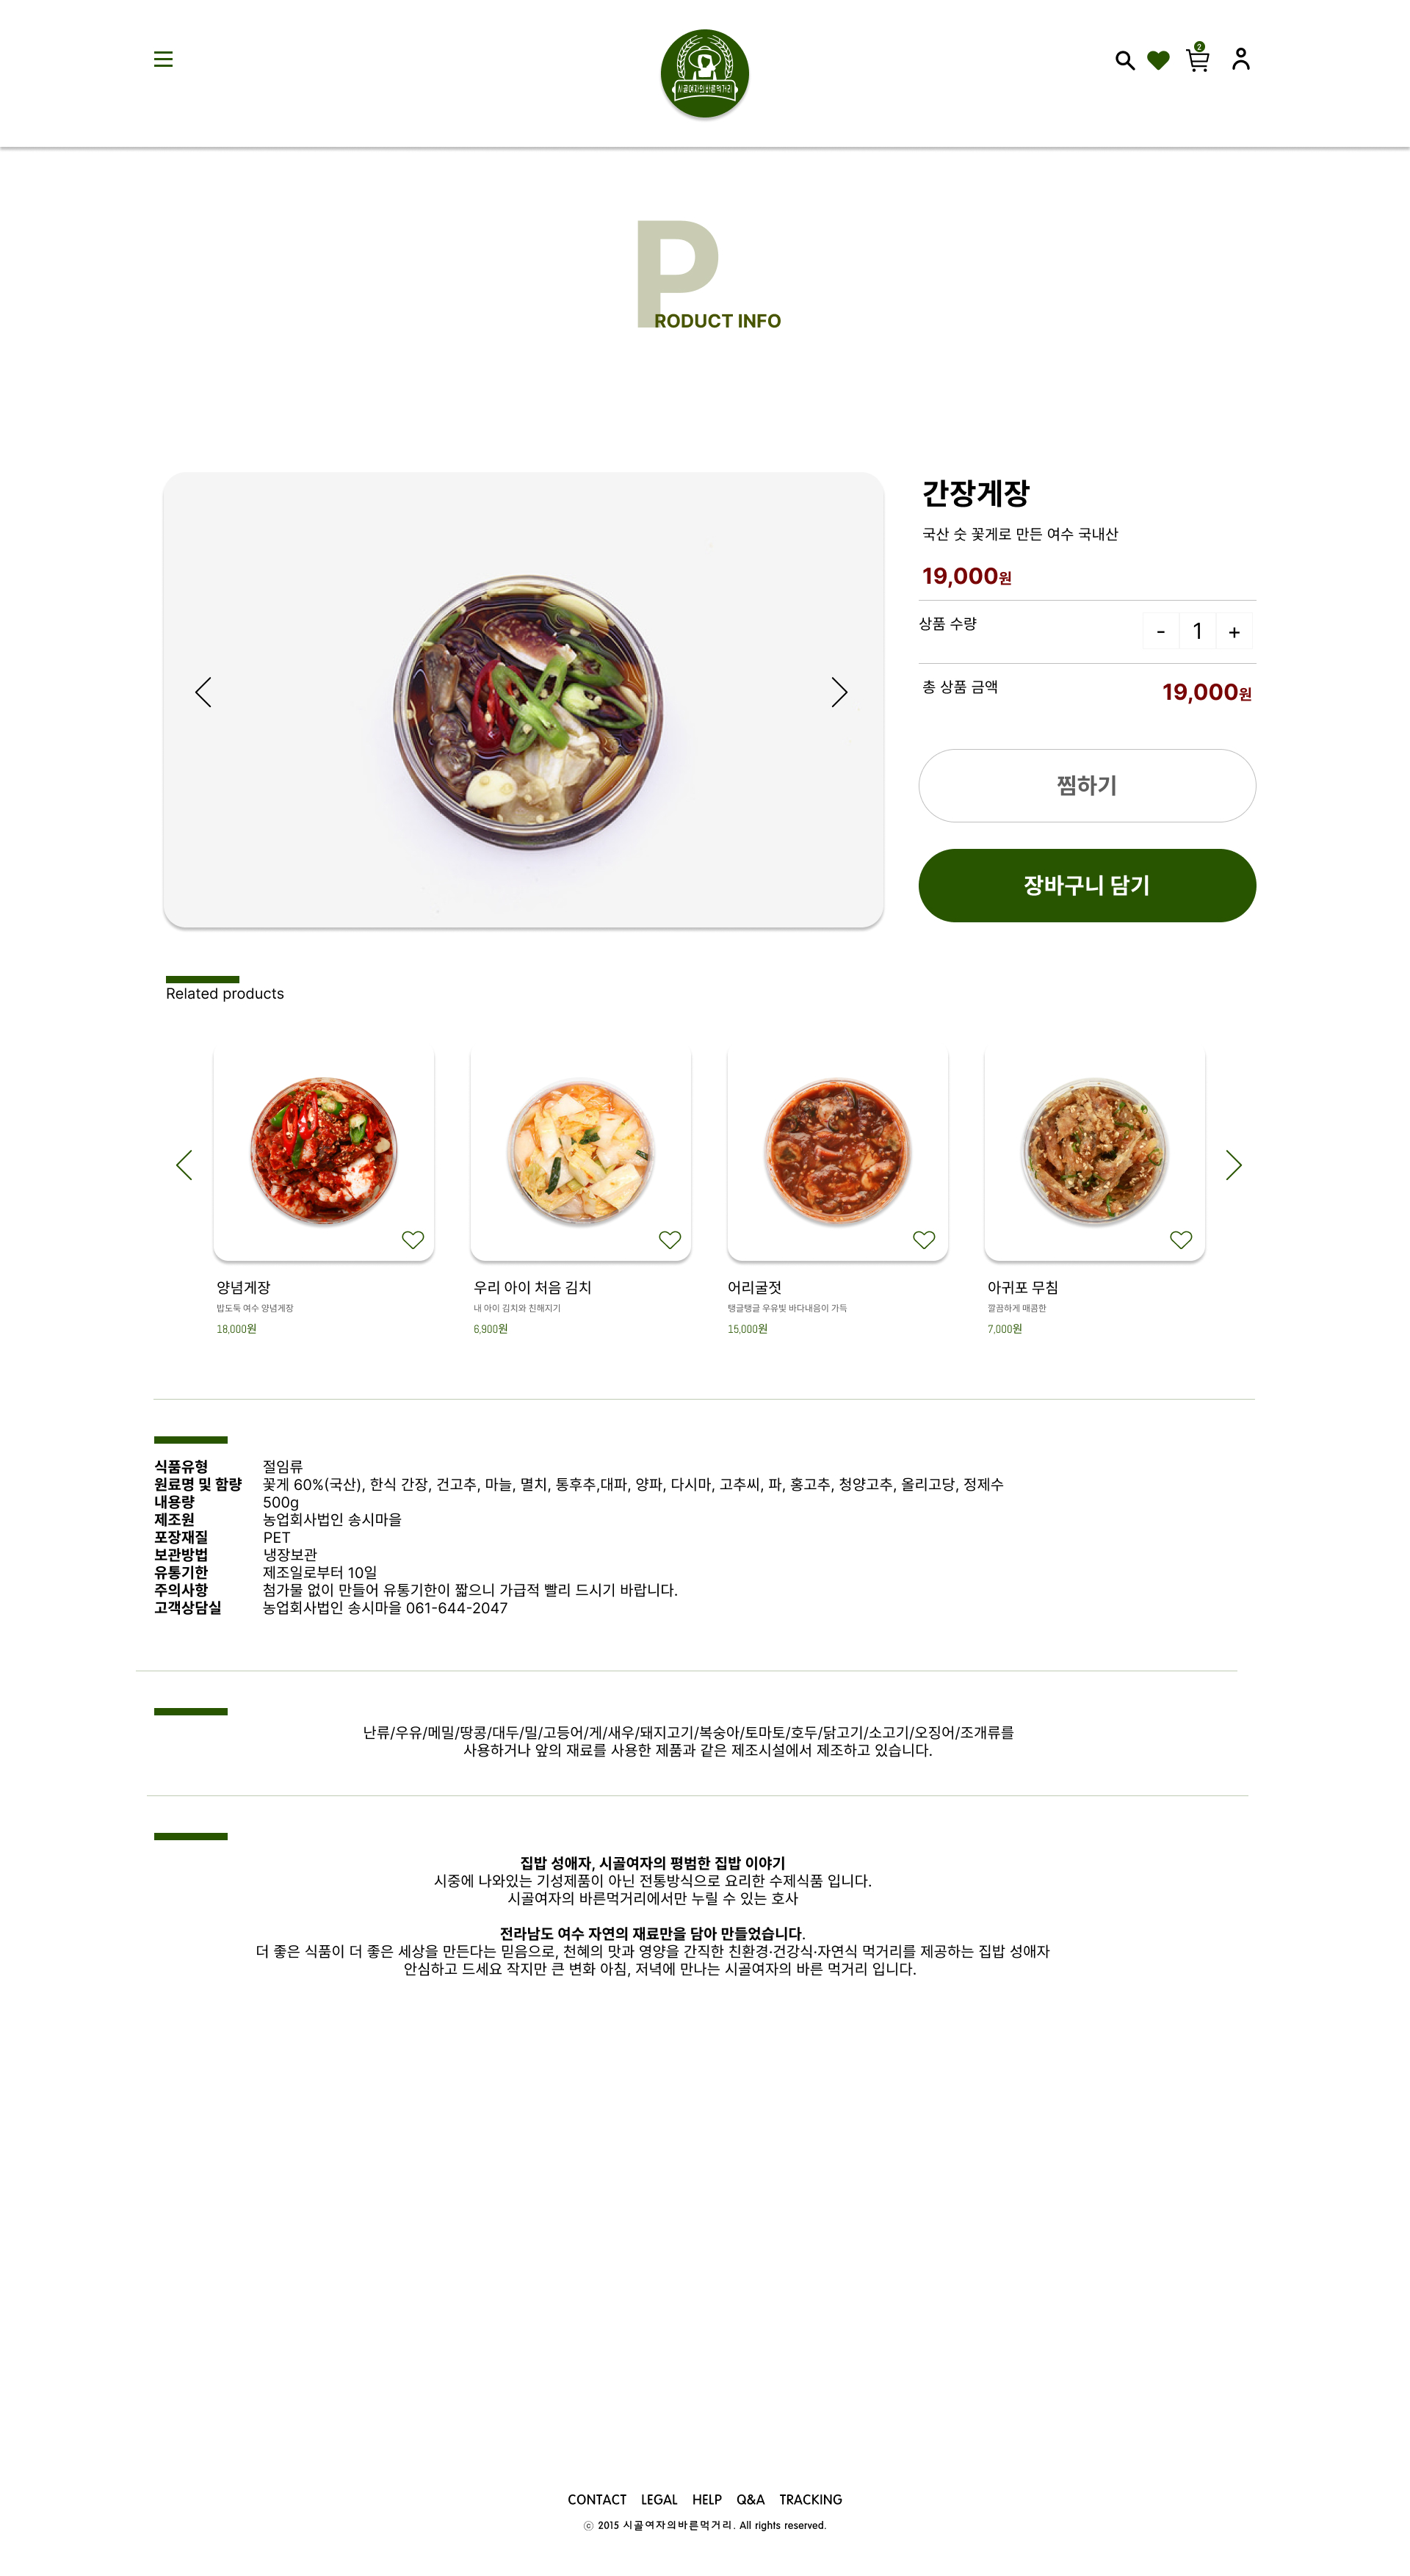 2
시골여자의바른먹거리
PRODUCT INFO
간장게장
국산 숫 꽃게로 만든 여수 국내산
19,000원
상품 수량
- 1 +
총 상품 금액 19,000원
찜하기
장바구니 담기
Related products
양념게장
밥도둑 여수 양념게장
18,000원
우리 아이 처음 김치
내 아이 김치와 친해지기
6,900원
어리굴젓
탱글탱글 우유빛 바다내음이 가득
15,000원
아귀포 무침
깔끔하게 매콤한
7,000원
식품유형 절임류
원료명 및 함량 꽃게 60%(국산), 한식 간장, 건고추, 마늘, 멸치, 통후추,대파, 양파, 다시마, 고추씨, 파, 홍고추, 청양고추, 올리고당, 정제수
내용량 500g
제조원 농업회사법인 송시마을
포장재질 PET
보관방법 냉장보관
유통기한 제조일로부터 10일
주의사항 첨가물 없이 만들어 유통기한이 짧으니 가급적 빨리 드시기 바랍니다.
고객상담실 농업회사법인 송시마을 061-644-2047
난류/우유/메밀/땅콩/대두/밀/고등어/게/새우/돼지고기/복숭아/토마토/호두/닭고기/소고기/오징어/조개류를
사용하거나 앞의 재료를 사용한 제품과 같은 제조시설에서 제조하고 있습니다.
집밥 성애자, 시골여자의 평범한 집밥 이야기
시중에 나와있는 기성제품이 아닌 전통방식으로 요리한 수제식품 입니다.
시골여자의 바른먹거리에서만 누릴 수 있는 호사
전라남도 여수 자연의 재료만을 담아 만들었습니다.
더 좋은 식품이 더 좋은 세상을 만든다는 믿음으로, 천혜의 맛과 영양을 간직한 친환경·건강식·자연식 먹거리를 제공하는 집밥 성애자
안심하고 드세요 작지만 큰 변화 아침, 저녁에 만나는 시골여자의 바른 먹거리 입니다.
CONTACT LEGAL HELP Q&A TRACKING
ⓒ 2015 시골여자의바른먹거리. All rights reserved.